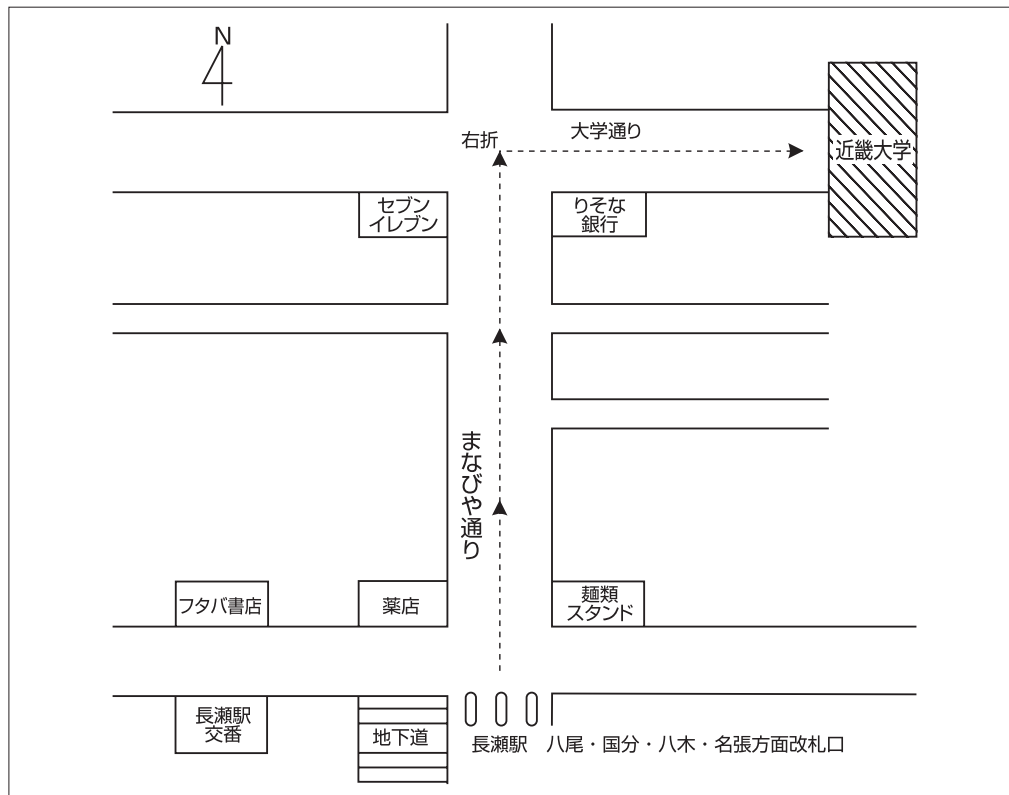 N
右折
大学通り
近畿大学
セブン
イレブン
りそな
銀行
まなびや通り
フタバ書店
薬店
麺類
スタンド
長瀬駅
交番
地下道
長瀬駅 八尾・国分・八木・名張方面改札口